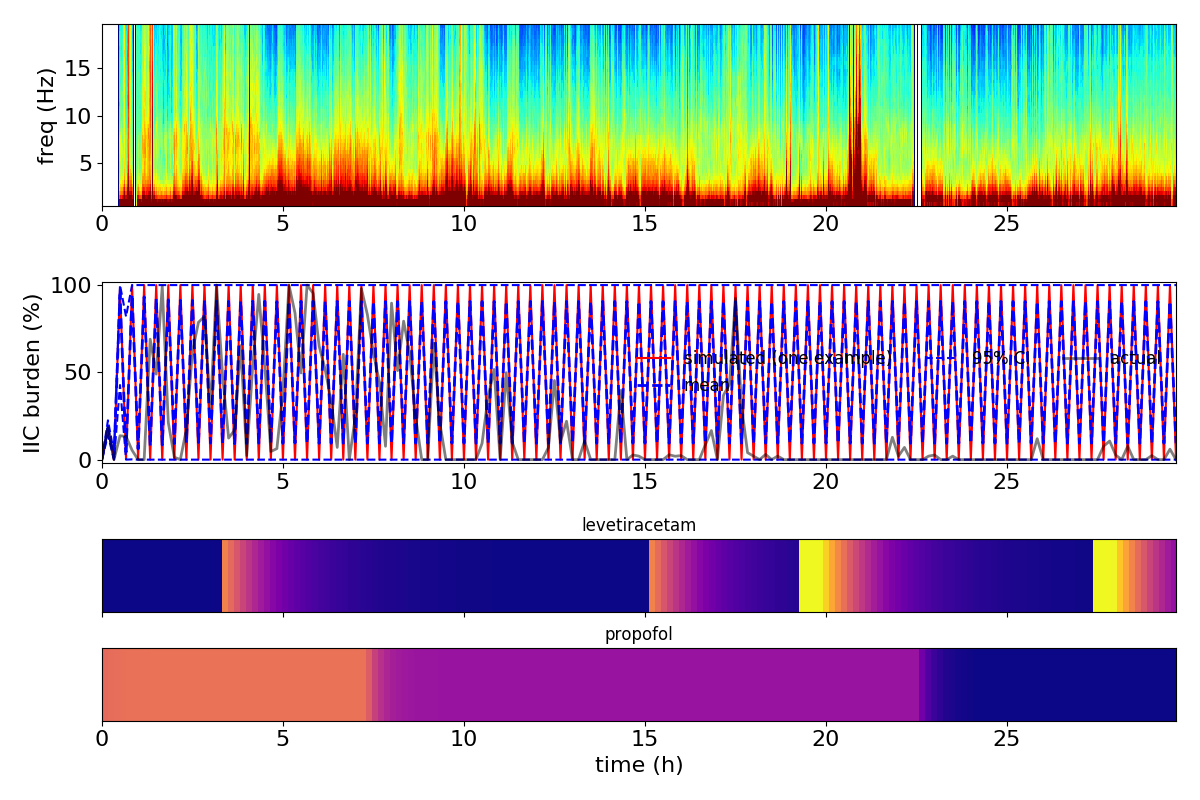 freq (Hz)
15
10
5
0 5 10 15 20 25
IIC burden (%)
100
50
0
simulated (one example) 95% C actual
mean
0 5 10 15 20 25
levetiracetam
propofol
0 5 10 15 20 25
time (h)